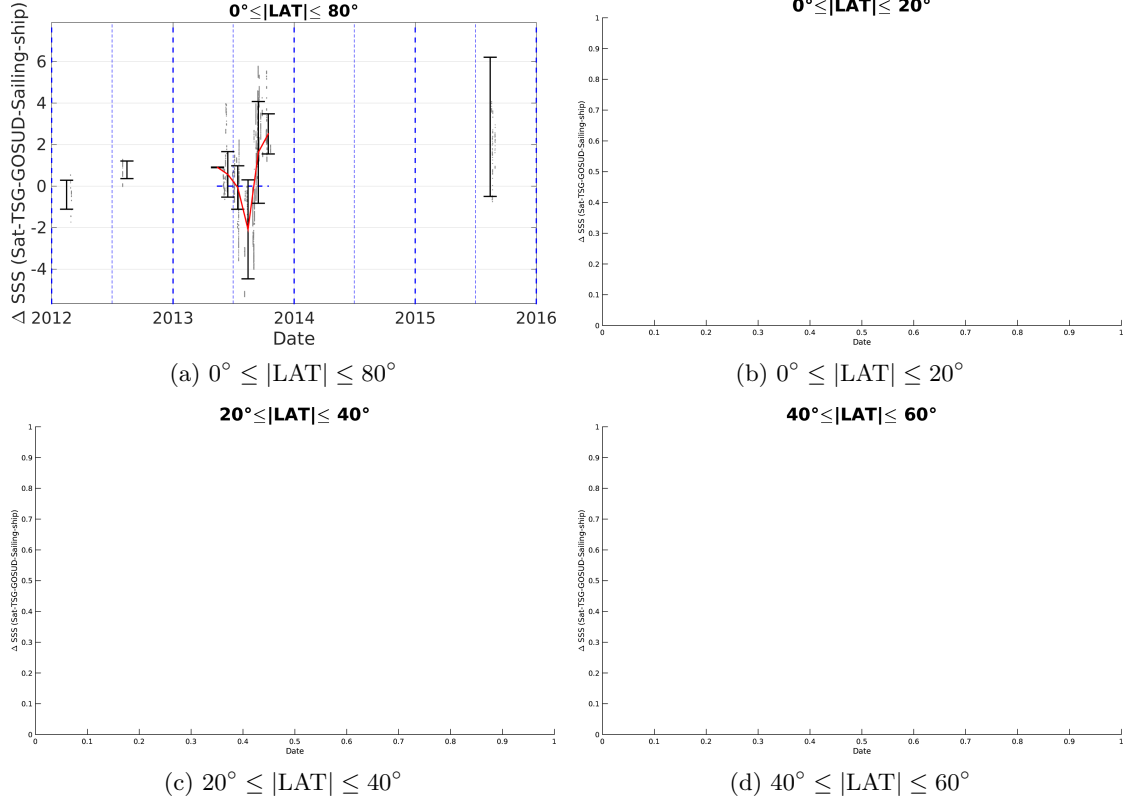 0°≤|LAT|≤ 80°
Δ SSS (Sat-TSG-GOSUD-Sailing-ship)
6
4
2
0
-2
-4
2012 2013 2014 2015 2016
Date
(a) 0° ≤ |LAT| ≤ 80°
0°≤|LAT|≤ 20°
Δ SSS (Sat-TSG-GOSUD-Sailing-ship)
1
0.9
0.8
0.7
0.6
0.5
0.4
0.3
0.2
0.1
0
0 0.1 0.2 0.3 0.4 0.5 0.6 0.7 0.8 0.9 1
Date
(b) 0° ≤ |LAT| ≤ 20°
20°≤|LAT|≤ 40°
Δ SSS (Sat-TSG-GOSUD-Sailing-ship)
1
0.9
0.8
0.7
0.6
0.5
0.4
0.3
0.2
0.1
0
0 0.1 0.2 0.3 0.4 0.5 0.6 0.7 0.8 0.9 1
Date
(c) 20° ≤ |LAT| ≤ 40°
40°≤|LAT|≤ 60°
Δ SSS (Sat-TSG-GOSUD-Sailing-ship)
1
0.9
0.8
0.7
0.6
0.5
0.4
0.3
0.2
0.1
0
0 0.1 0.2 0.3 0.4 0.5 0.6 0.7 0.8 0.9 1
Date
(d) 40° ≤ |LAT| ≤ 60°